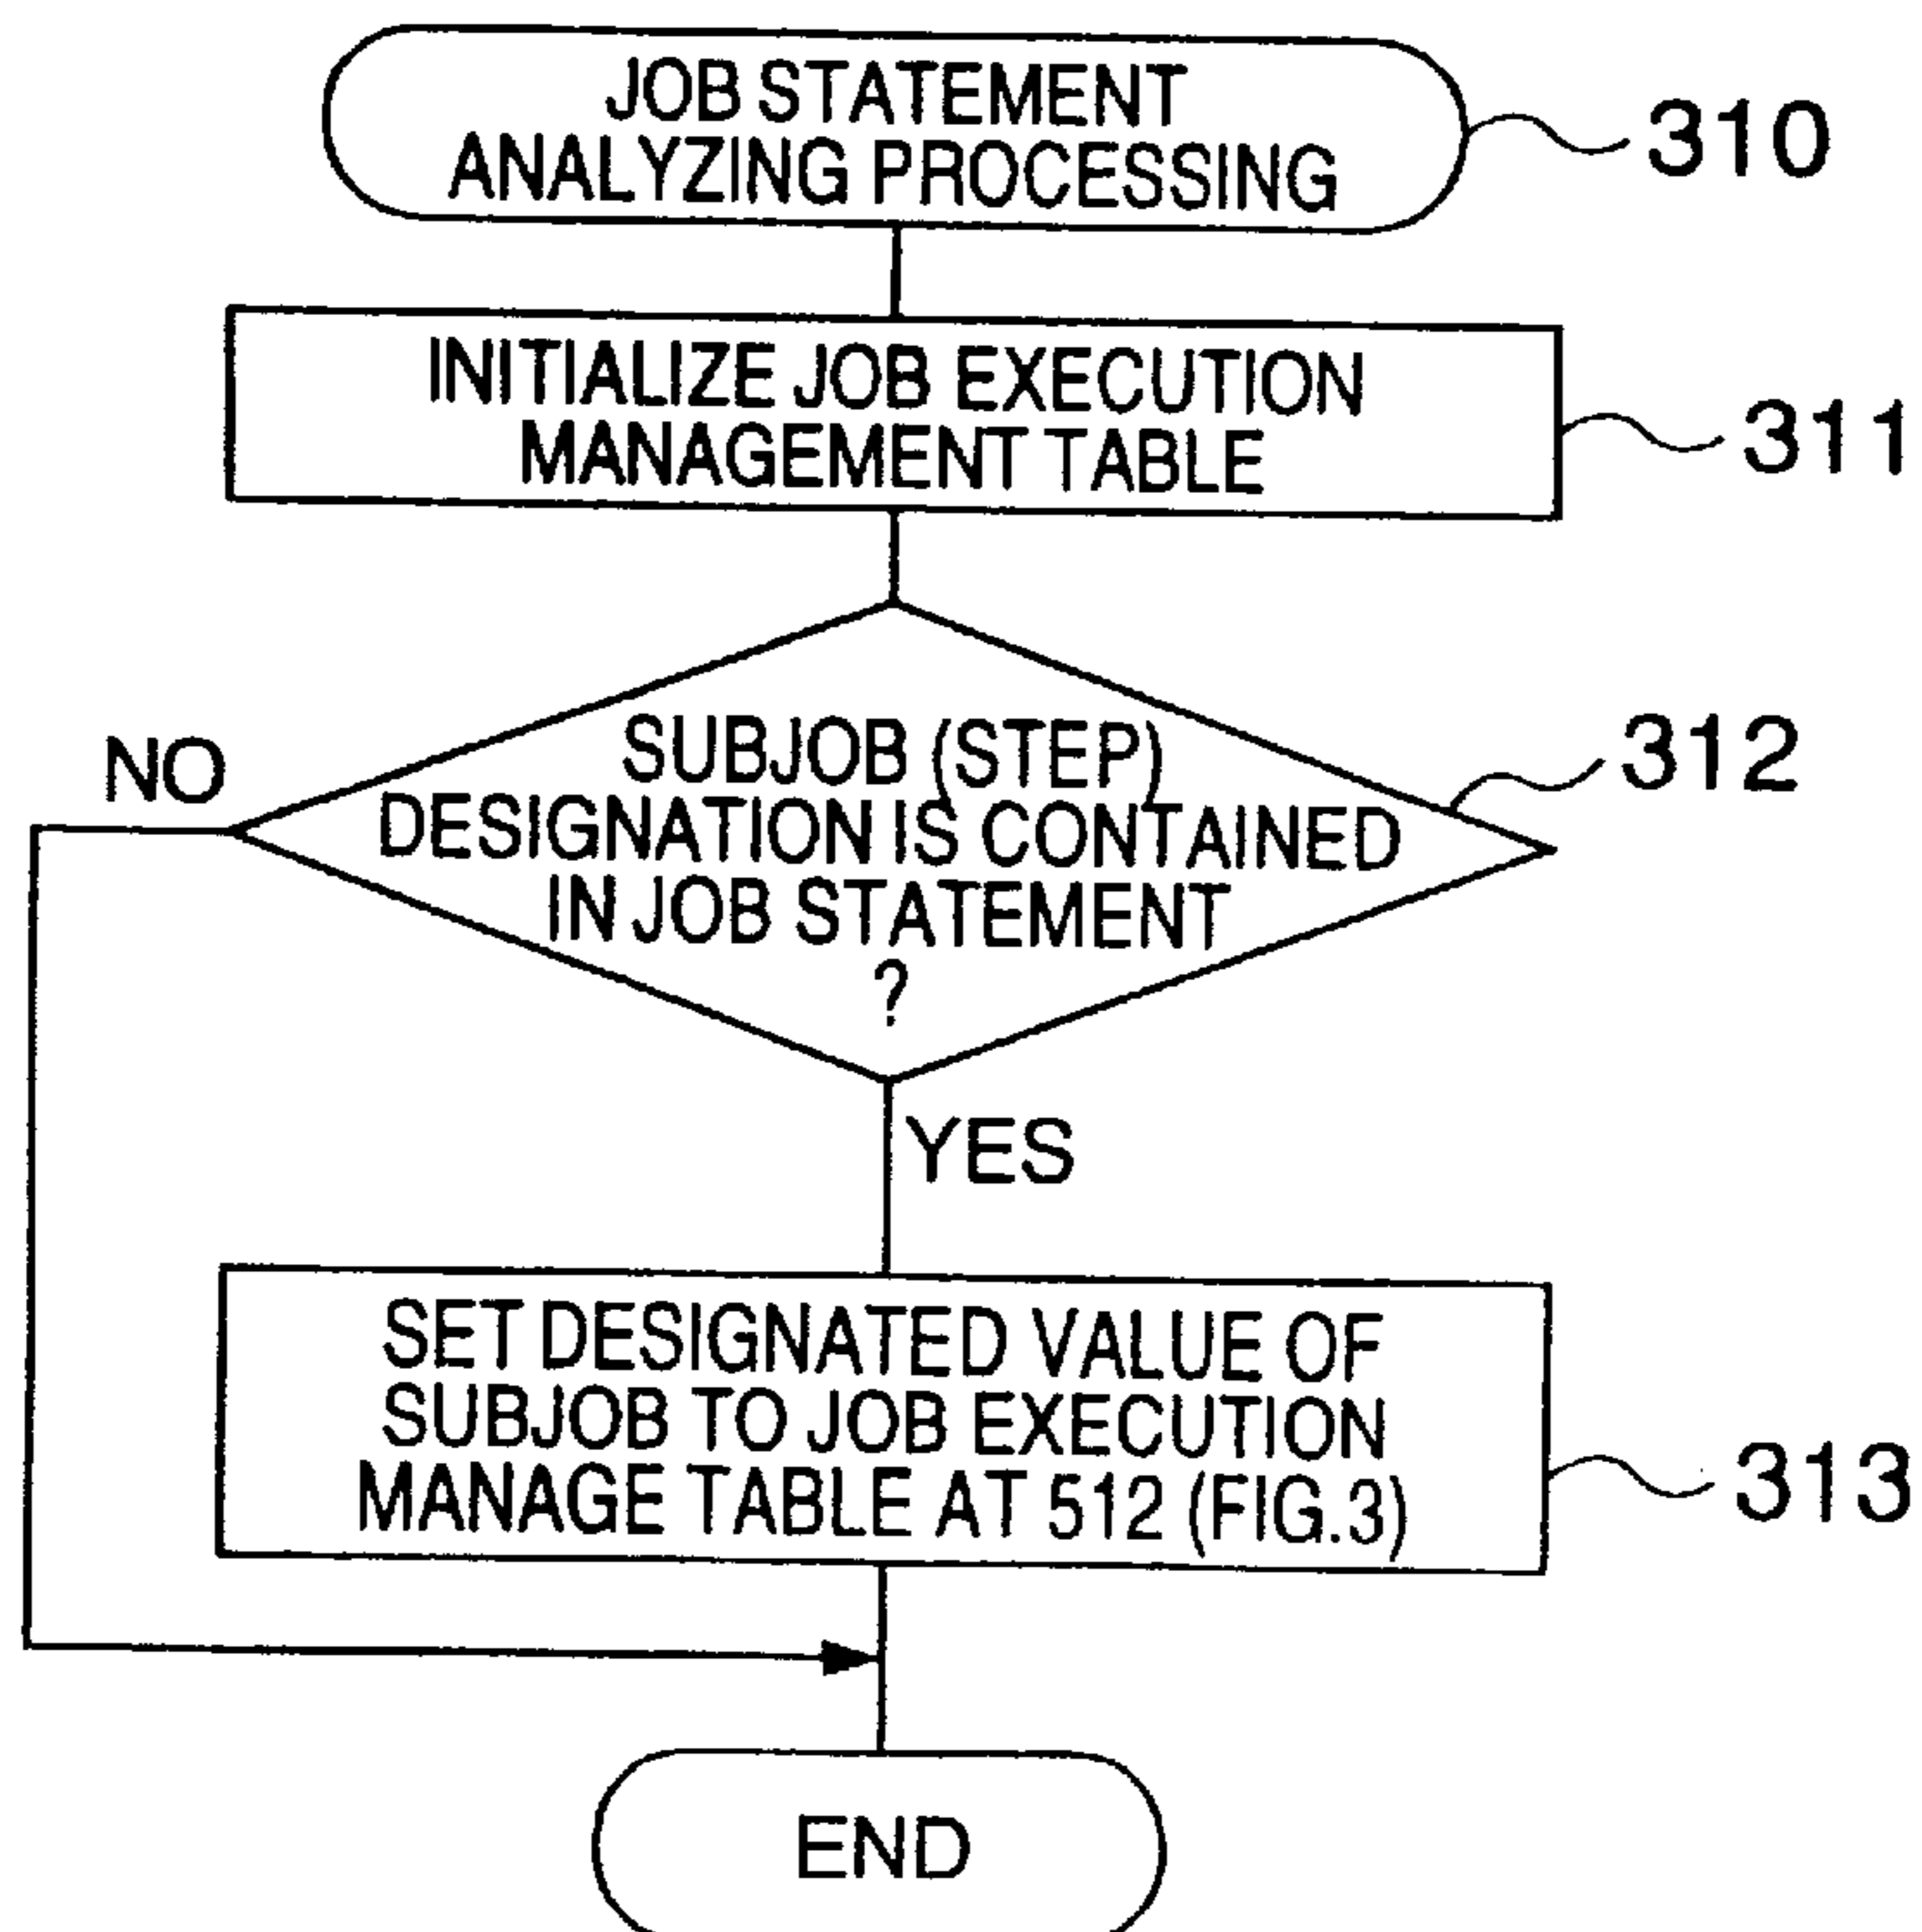 JOB STATEMENT
ANALYZING PROCESSING
310
INITIALIZE JOB EXECUTION
MANAGEMENT TABLE
311
NO
SUBJOB (STEP)
DESIGNATION IS CONTAINED
IN JOB STATEMENT
?
312
YES
SET DESIGNATED VALUE OF
SUBJOB TO JOB EXECUTION
MANAGE TABLE AT 512 (FIG.3)
313
END